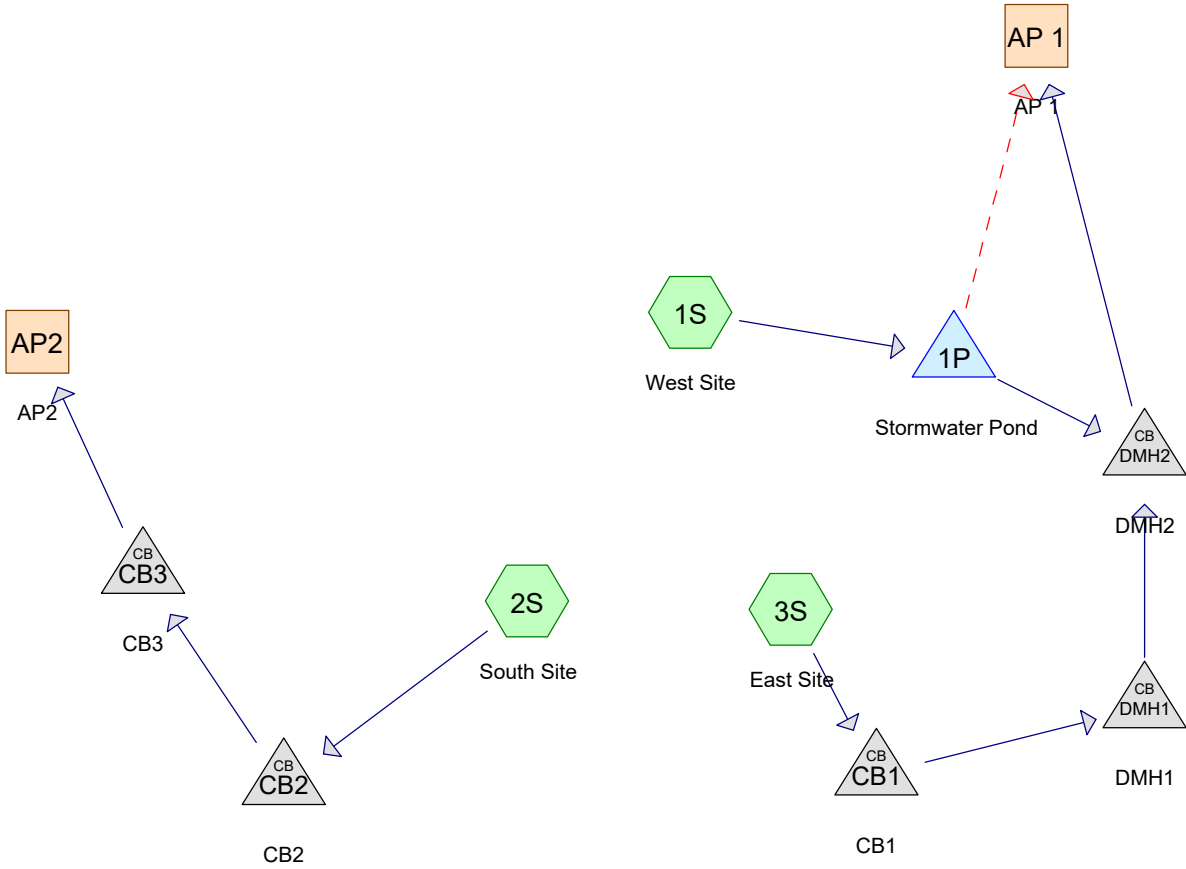 AP 1
AP 1
1S
West Site
1P
Stormwater Pond
AP2
AP2
CB
DMH2
DMH2
CB
CB3
CB3
2S
South Site
3S
East Site
CB
DMH1
DMH1
CB
CB2
CB2
CB
CB1
CB1